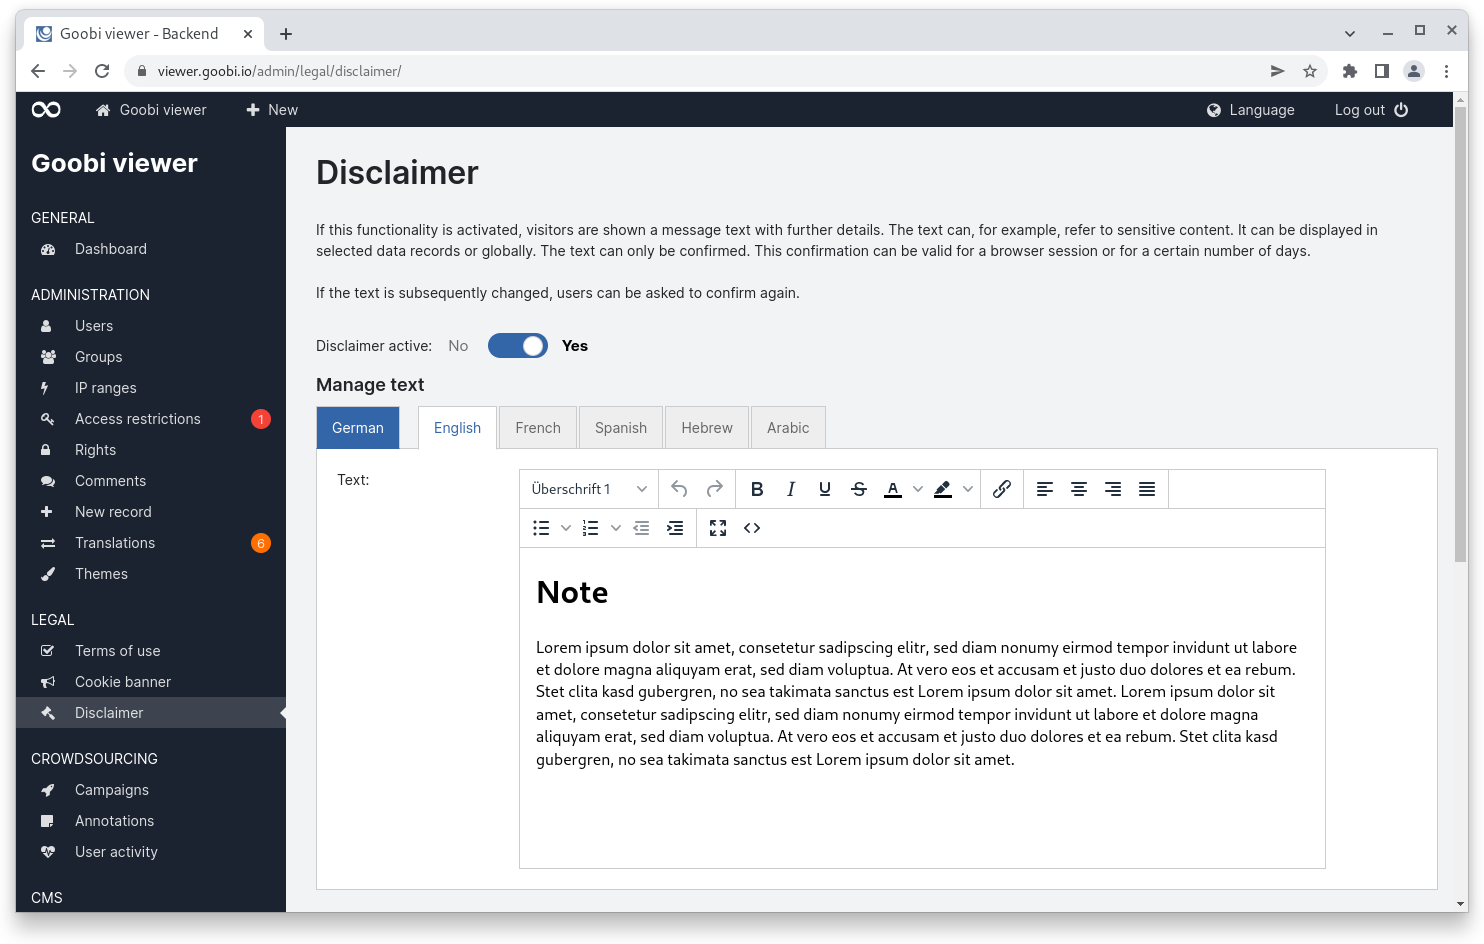 Goobi viewer - Backend
viewer.goobi.io/admin/legal/disclaimer/
Goobi viewer
New
Language
Log out
Goobi viewer
GENERAL
Dashboard
ADMINISTRATION
Users
Groups
IP ranges
Access restrictions 1
Rights
Comments
New record
Translations 6
Themes
LEGAL
Terms of use
Cookie banner
Disclaimer
CROWDSOURCING
Campaigns
Annotations
User activity
CMS
Disclaimer
If this functionality is activated, visitors are shown a message text with further details. The text can, for example, refer to sensitive content. It can be displayed in
selected data records or globally. The text can only be confirmed. This confirmation can be valid for a browser session or for a certain number of days.
If the text is subsequently changed, users can be asked to confirm again.
Disclaimer active: No Yes
Manage text
German English French Spanish Hebrew Arabic
Text:
Überschrift 1
B I U S A
Note
Lorem ipsum dolor sit amet, consetetur sadipscing elitr, sed diam nonumy eirmod tempor invidunt ut labore
et dolore magna aliquyam erat, sed diam voluptua. At vero eos et accusam et justo duo dolores et ea rebum.
Stet clita kasd gubergren, no sea takimata sanctus est Lorem ipsum dolor sit amet. Lorem ipsum dolor sit
amet, consetetur sadipscing elitr, sed diam nonumy eirmod tempor invidunt ut labore et dolore magna
aliquyam erat, sed diam voluptua. At vero eos et accusam et justo duo dolores et ea rebum. Stet clita kasd
gubergren, no sea takimata sanctus est Lorem ipsum dolor sit amet.